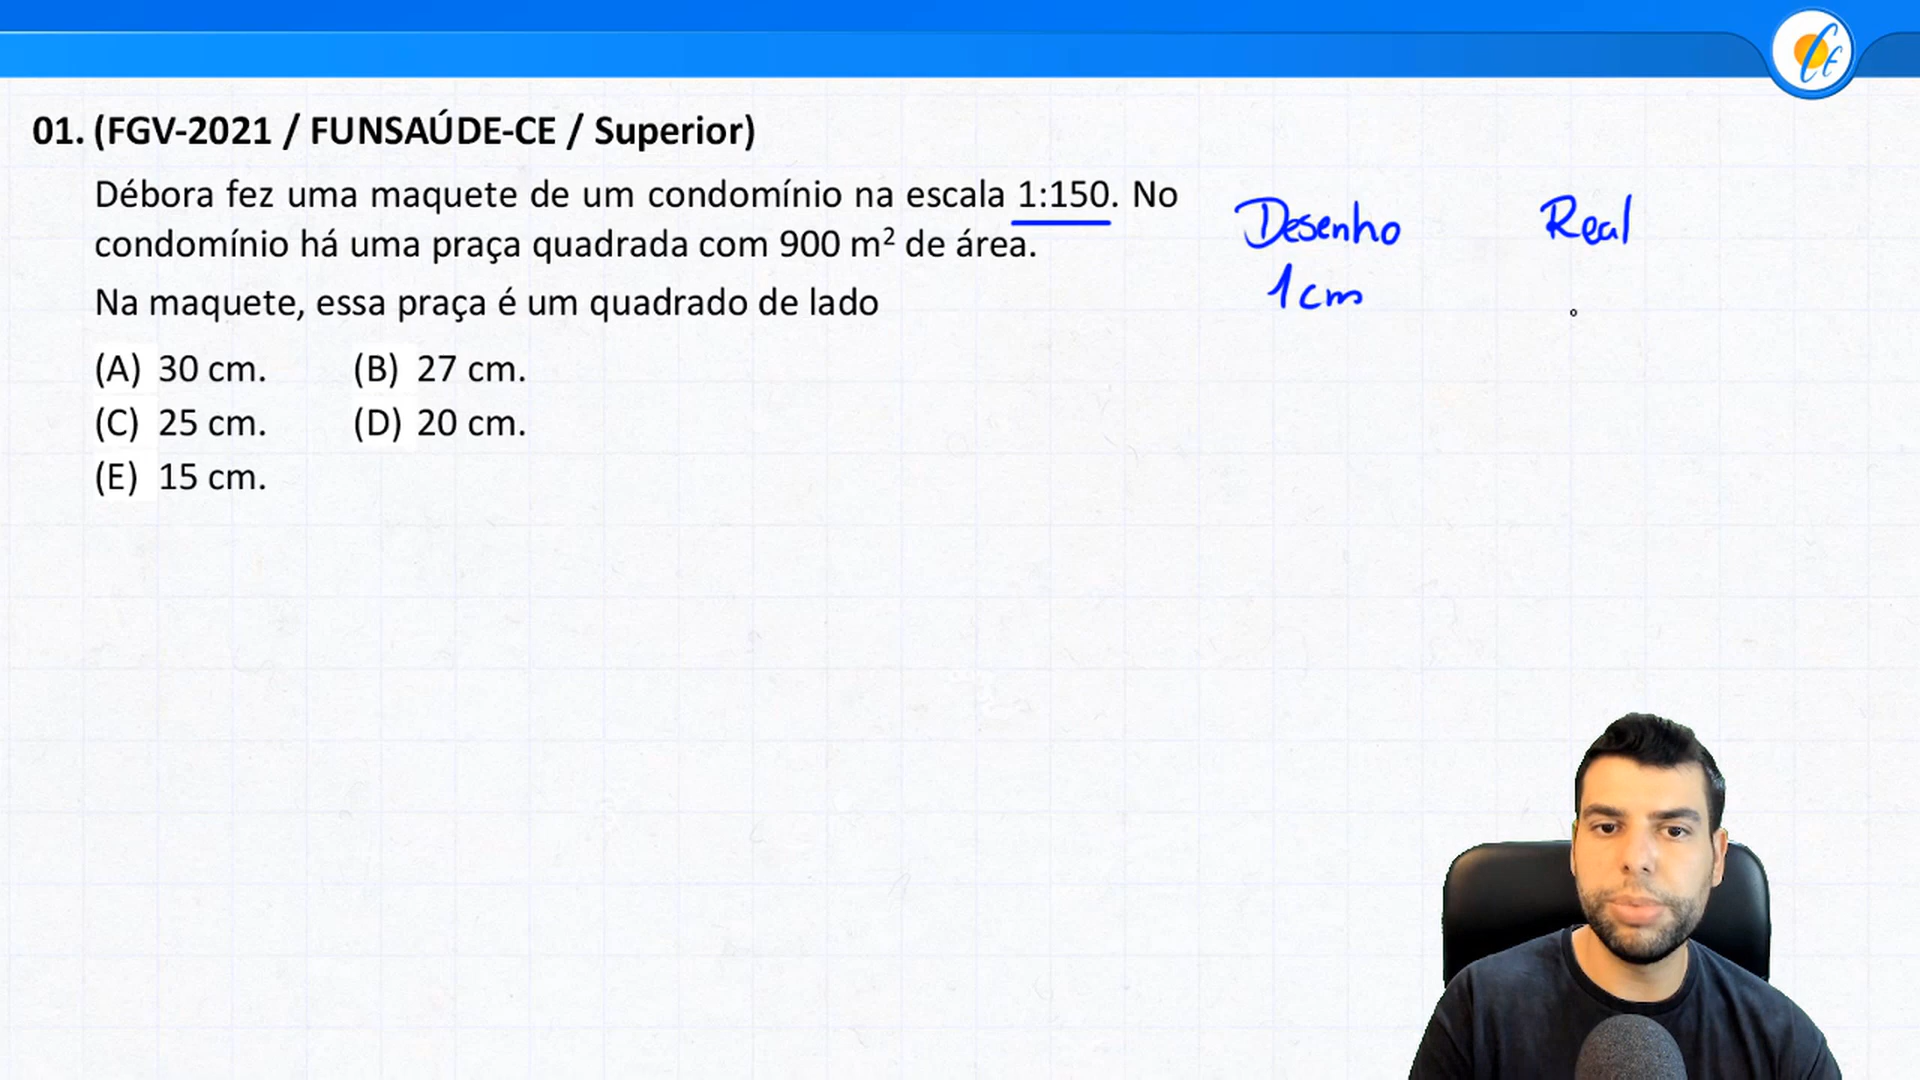 01. (FGV-2021 / FUNSAÚDE-CE / Superior)
Débora fez uma maquete de um condomínio na escala 1:150. No
condomínio há uma praça quadrada com 900 m² de área.
Na maquete, essa praça é um quadrado de lado
(A) 30 cm. (B) 27 cm.
(C) 25 cm. (D) 20 cm.
(E) 15 cm.
Desenho Real
1cm